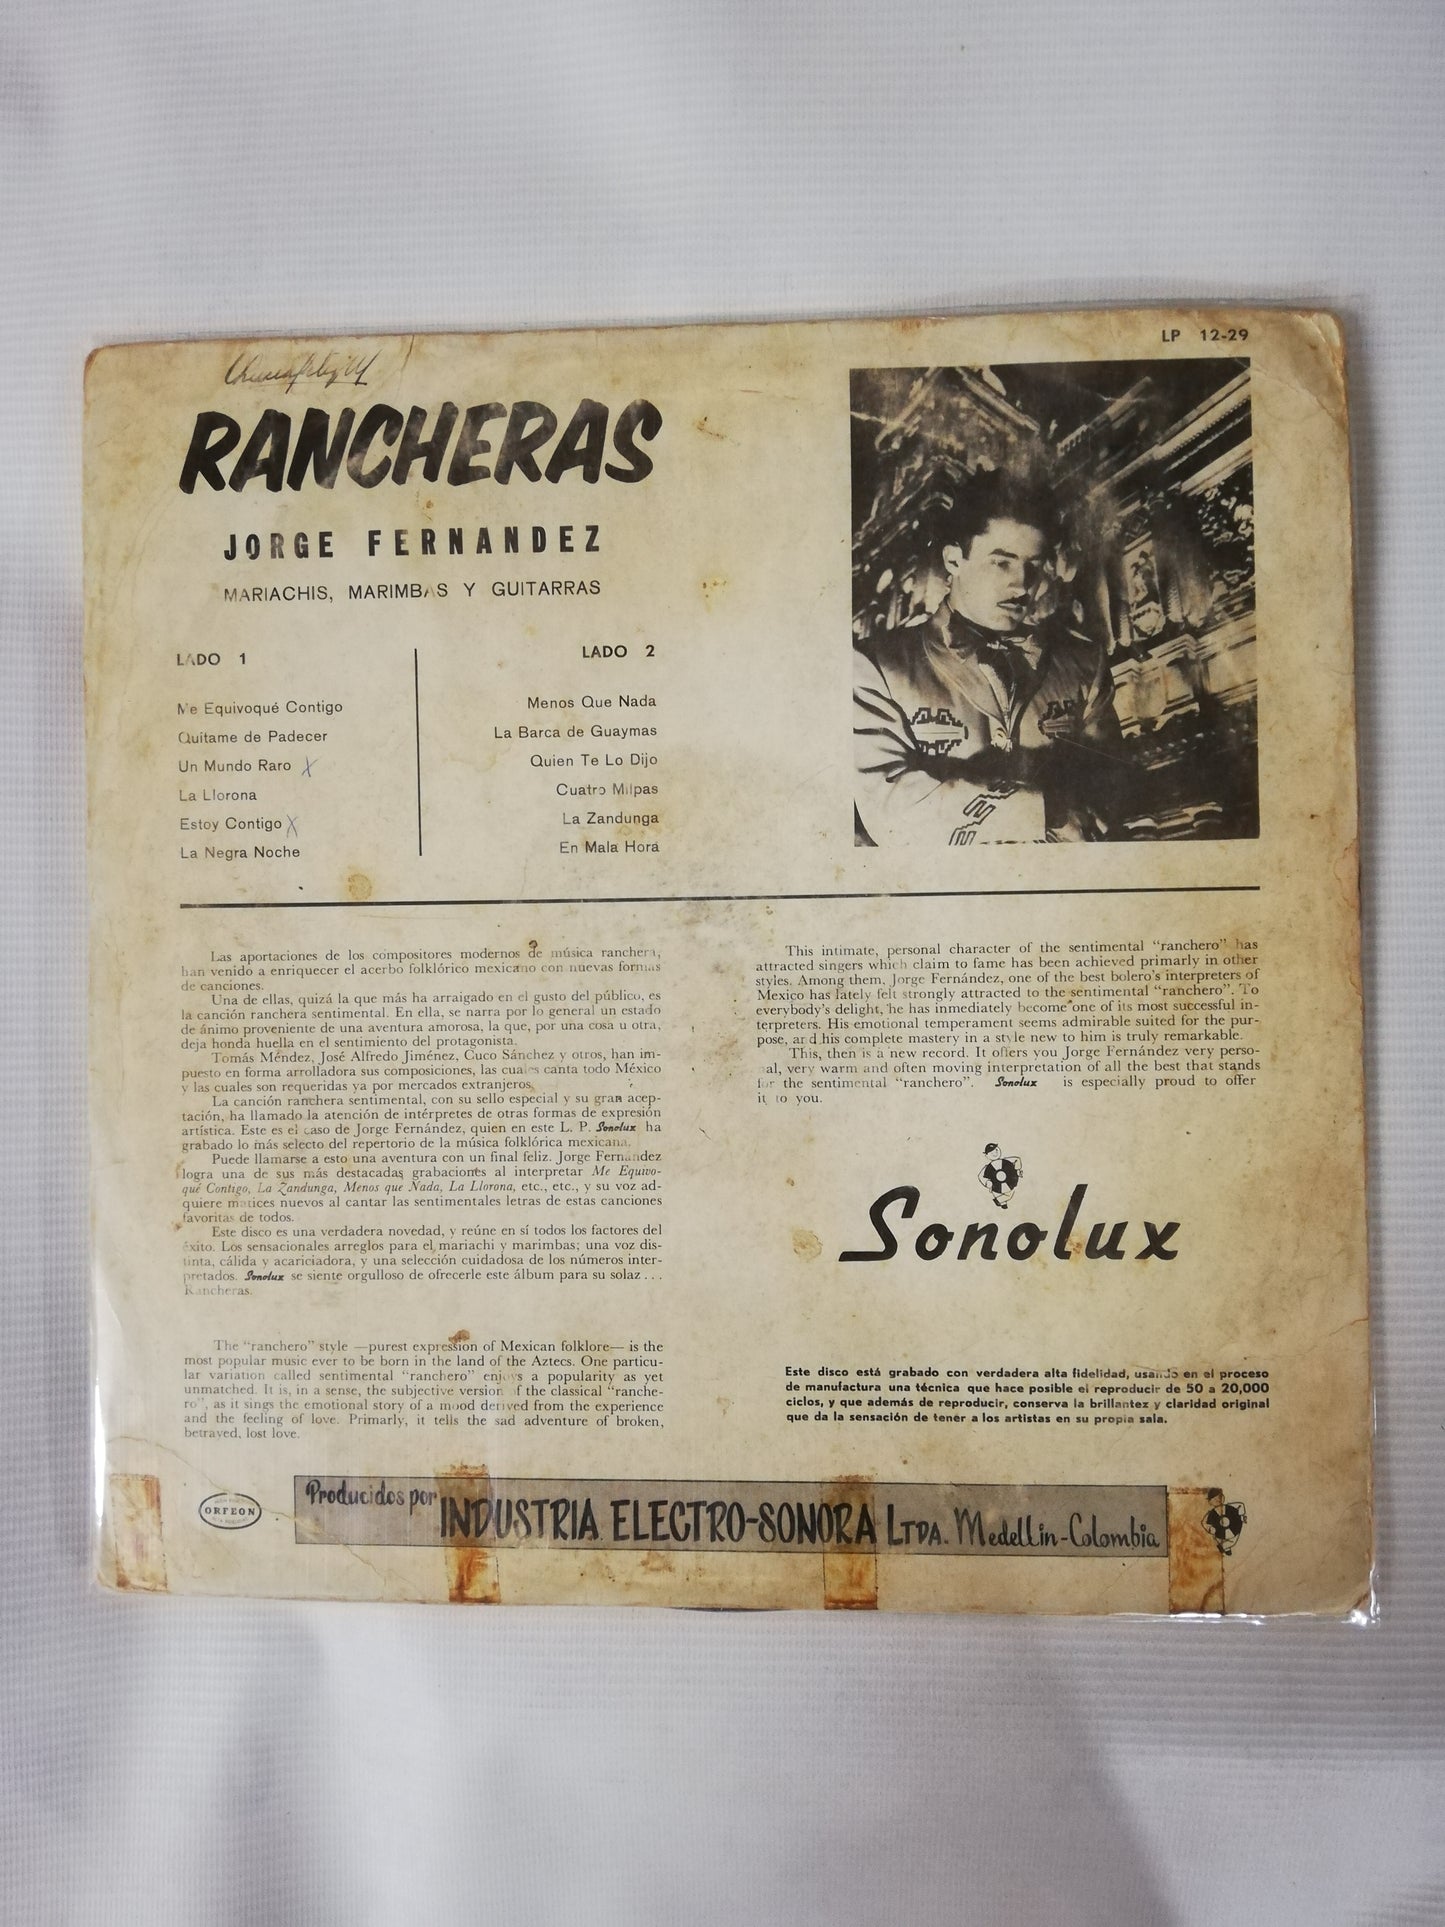 LP 12-29
RANCHERAS
JORGE FERNANDEZ
MARIACHIS, MARIMBAS Y GUITARRAS
LADO 1
Me Equivoqué Contigo
Quítame de Padecer
Un Mundo Raro X
La Llorona
Estoy Contigo X
La Negra Noche
LADO 2
Menos Que Nada
La Barca de Guaymas
Quien Te Lo Dijo
Cuatro Milpas
La Zandunga
En Mala Hora
Las aportaciones de los compositores modernos de música ranchera,
han venido a enriquecer el acerbo folklórico mexicano con nuevas formas
de canciones.
Una de ellas, quizá la que más ha arraigado en el gusto del público, es
la canción ranchera sentimental. En ella, se narra por lo general un estado
de ánimo proveniente de una aventura amorosa, la que, por una cosa u otra,
deja honda huella en el sentimiento del protagonista.
Tomás Méndez, José Alfredo Jiménez, Cuco Sánchez y otros, han im-
puesto en forma arrolladora sus composiciones, las cuales canta todo México
y las cuales son requeridas ya por mercados extranjeros.
La canción ranchera sentimental, con su sello especial y su gran acep-
tación, ha llamado la atención de intérpretes de otras formas de expresión
artística. Este es el caso de Jorge Fernández, quien en este L. P. Sonolux ha
grabado lo más selecto del repertorio de la música folklórica mexicana.
Puede llamarse a esto una aventura con un final feliz. Jorge Fernández
logra una de sus más destacadas grabaciones al interpretar Me Equivo-
qué Contigo, La Zandunga, Menos que Nada, La Llorona, etc., etc., y su voz ad-
quiere matices nuevos al cantar las sentimentales letras de estas canciones
favoritas de todos.
Este disco es una verdadera novedad, y reúne en sí todos los factores del
éxito. Los sensacionales arreglos para el mariachi y marimbas; una voz dis-
tinta, cálida y acariciadora, y una selección cuidadosa de los números inter-
pretados. Sonolux se siente orgulloso de ofrecerle este álbum para su solaz . . .
Rancheras.
The "ranchero" style —purest expression of Mexican folklore— is the
most popular music ever to be born in the land of the Aztecs. One particu-
lar variation called sentimental "ranchero" enjoys a popularity as yet
unmatched. It is, in a sense, the subjective version of the classical "ranche-
ro", as it sings the emotional story of a mood derived from the experience
and the feeling of love. Primarly, it tells the sad adventure of broken,
betrayed, lost love.
This intimate, personal character of the sentimental "ranchero" has
attracted singers which claim to fame has been achieved primarly in other
styles. Among them, Jorge Fernández, one of the best bolero's interpreters of
Mexico has lately felt strongly attracted to the sentimental "ranchero". To
everybody's delight, he has inmediately become one of its most successful in-
terpreters. His emotional temperament seems admirable suited for the pur-
pose, and his complete mastery in a style new to him is truly remarkable.
This, then is a new record. It offers you Jorge Fernández very perso-
nal, very warm and often moving interpretation of all the best that stands
for the sentimental "ranchero". Sonolux is especially proud to offer
it to you.
Sonolux
Este disco está grabado con verdadera alta fidelidad, usando en el proceso
de manufactura una técnica que hace posible el reproducir de 50 a 20,000
ciclos, y que además de reproducir, conserva la brillantez y claridad original
que da la sensación de tener a los artistas en su propia sala.
ORFEON
Producidos por INDUSTRIA ELECTRO-SONORA LTDA. Medellin-Colombia